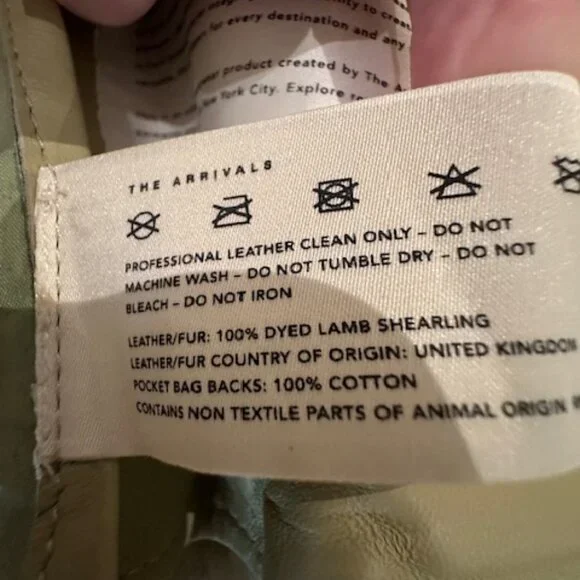 for every destination and any
product created by The
New York City. Explore
THE ARRIVALS
PROFESSIONAL LEATHER CLEAN ONLY – DO NOT
MACHINE WASH – DO NOT TUMBLE DRY – DO NOT
BLEACH – DO NOT IRON
LEATHER/FUR: 100% DYED LAMB SHEARLING
LEATHER/FUR COUNTRY OF ORIGIN: UNITED KINGDOM
POCKET BAG BACKS: 100% COTTON
CONTAINS NON TEXTILE PARTS OF ANIMAL ORIGIN